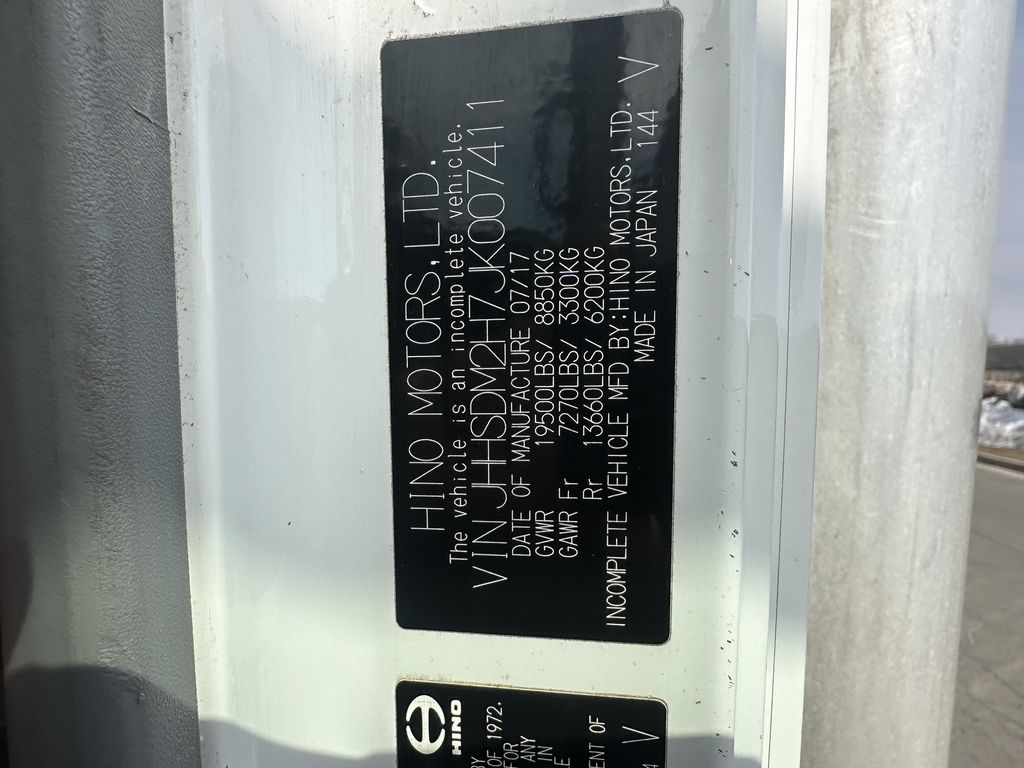 HINO MOTORS,LTD.
The vehicle is an incomplete vehicle.
VIN JHHSDM2H7JK007411
DATE OF MANUFACTURE 07/17
GVWR 19500LBS/ 8850KG
GAWR Fr 7270LBS/ 3300KG
Rr 13660LBS/ 6200KG
INCOMPLETE VEHICLE MFD BY:HINO MOTORS,LTD.
MADE IN JAPAN 144 V
HINO
OF 1972.
FOR
ANY
IN
OF
V